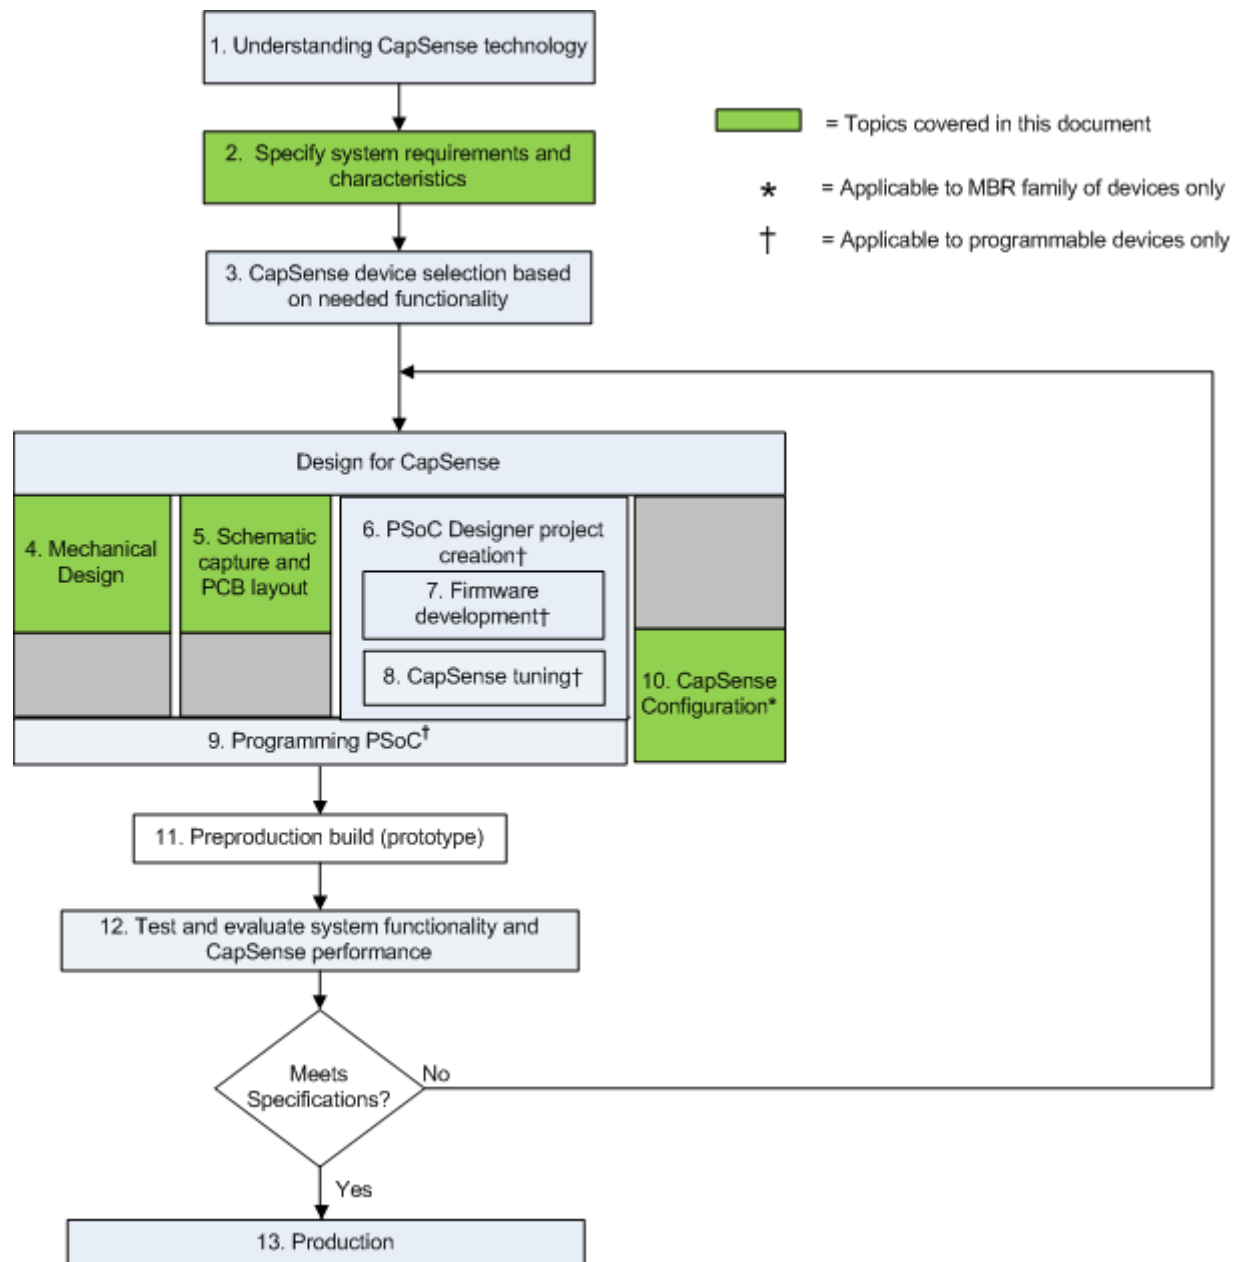 1. Understanding CapSense technology
= Topics covered in this document
2.  Specify system requirements and
characteristics
* = Applicable to MBR family of devices only
† = Applicable to programmable devices only
3. CapSense device selection based
on needed functionality
Design for CapSense
4. Mechanical
Design
5. Schematic
capture and
PCB layout
6. PSoC Designer project
creation†
7. Firmware
development†
8. CapSense tuning†
10. CapSense
Configuration*
9. Programming PSoC†
11. Preproduction build (prototype)
12. Test and evaluate system functionality and
CapSense performance
Meets
Specifications?
No
Yes
13. Production